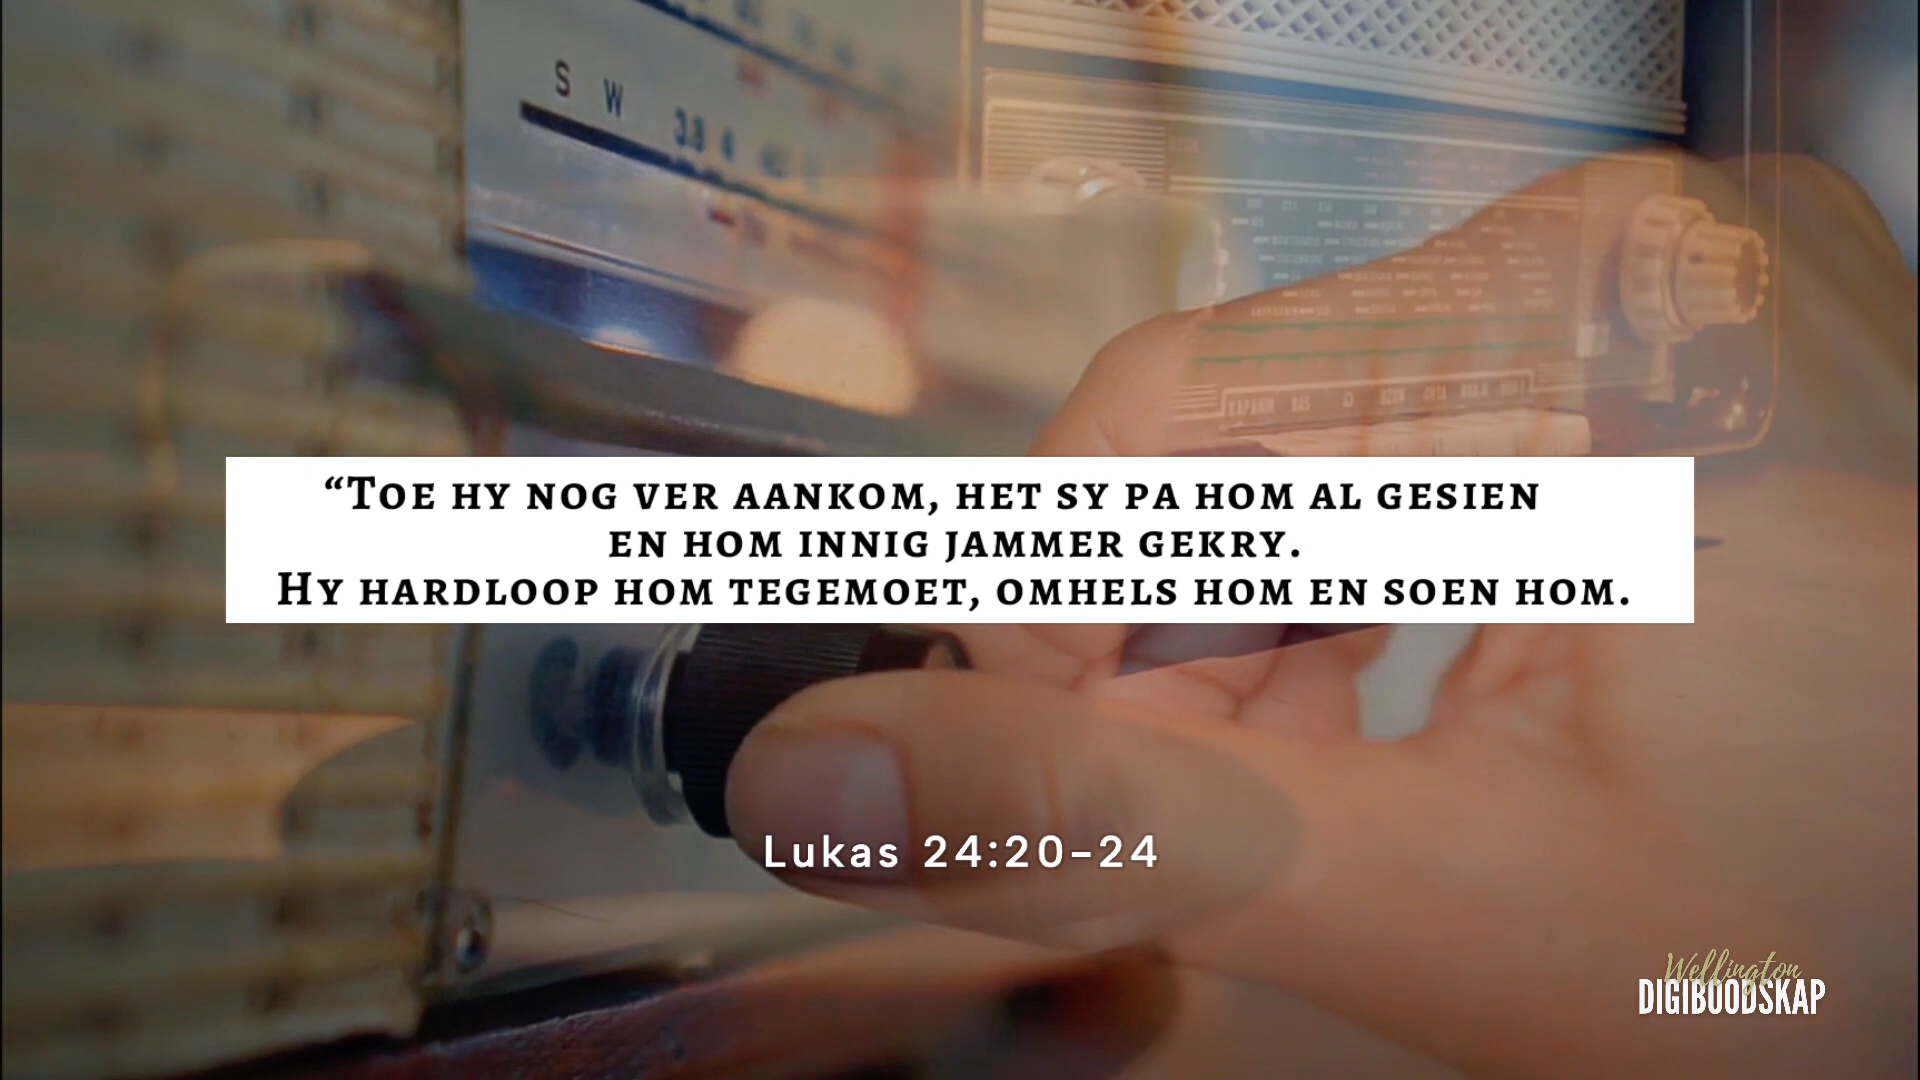 S W
“Toe hy nog ver aankom, het sy pa hom al gesien
en hom innig jammer gekry.
Hy hardloop hom tegemoet, omhels hom en soen hom.
Lukas 24:20-24
Wellington
DIGIBOODSKAP